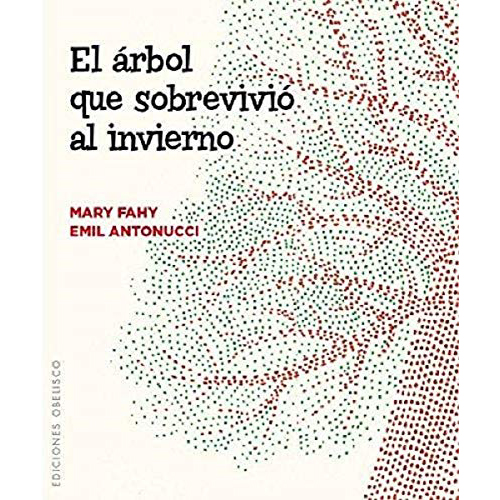 El árbol
que sobrevivió
al invierno
MARY FAHY
EMIL ANTONUCCI
EDICIONES OBELISCO